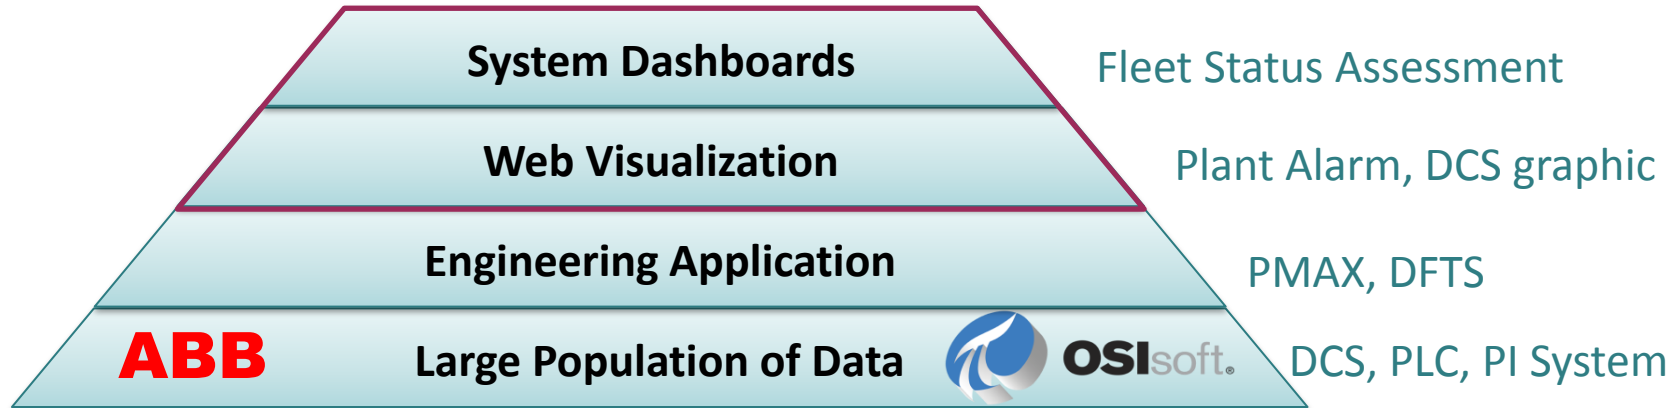 System Dashboards
Fleet Status Assessment
Web Visualization
Plant Alarm, DCS graphic
Engineering Application
PMAX, DFTS
ABB
Large Population of Data
OSIsoft®
DCS, PLC, PI System